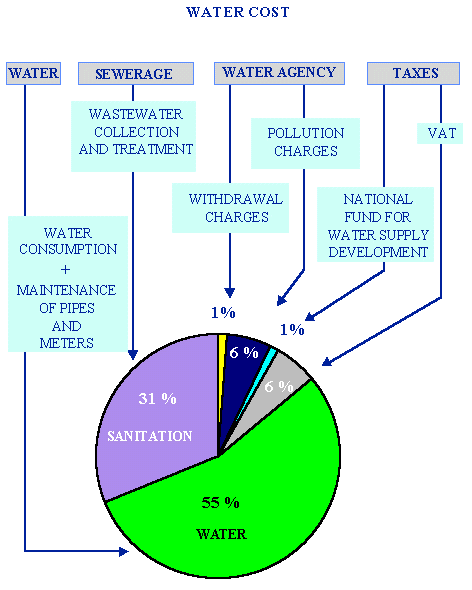 WATER COST
WATER
SEWERAGE
WATER AGENCY
TAXES
WASTEWATER
COLLECTION
AND TREATMENT
POLLUTION
CHARGES
VAT
WITHDRAWAL
CHARGES
NATIONAL
FUND FOR
WATER SUPPLY
DEVELOPMENT
WATER
CONSUMPTION
+
MAINTENANCE
OF PIPES
AND
METERS
1%
1%
6 %
6 %
31 %
SANITATION
55 %
WATER